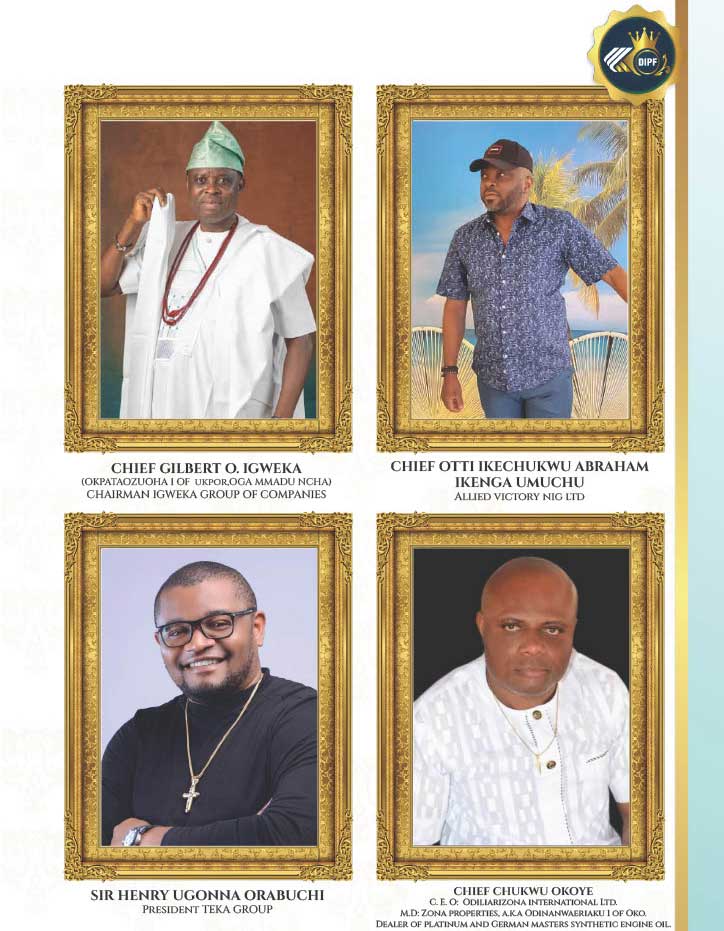 DIPF
CHIEF GILBERT O. IGWEKA
(OKPATAOZUOHA I OF UKPOR,OGA MMADU NCHA)
CHAIRMAN IGWEKA GROUP OF COMPANIES
CHIEF OTTI IKECHUKWU ABRAHAM
IKENGA UMUCHU
ALLIED VICTORY NIG LTD
SIR HENRY UGONNA ORABUCHI
PRESIDENT TEKA GROUP
CHIEF CHUKWU OKOYE
C. E. O: ODILIARIZONA INTERNATIONAL LTD.
M.D: ZONA PROPERTIES, A.K.A ODINANWAERIAKU I OF OKO.
DEALER OF PLATINUM AND GERMAN MASTERS SYNTHETIC ENGINE OIL.